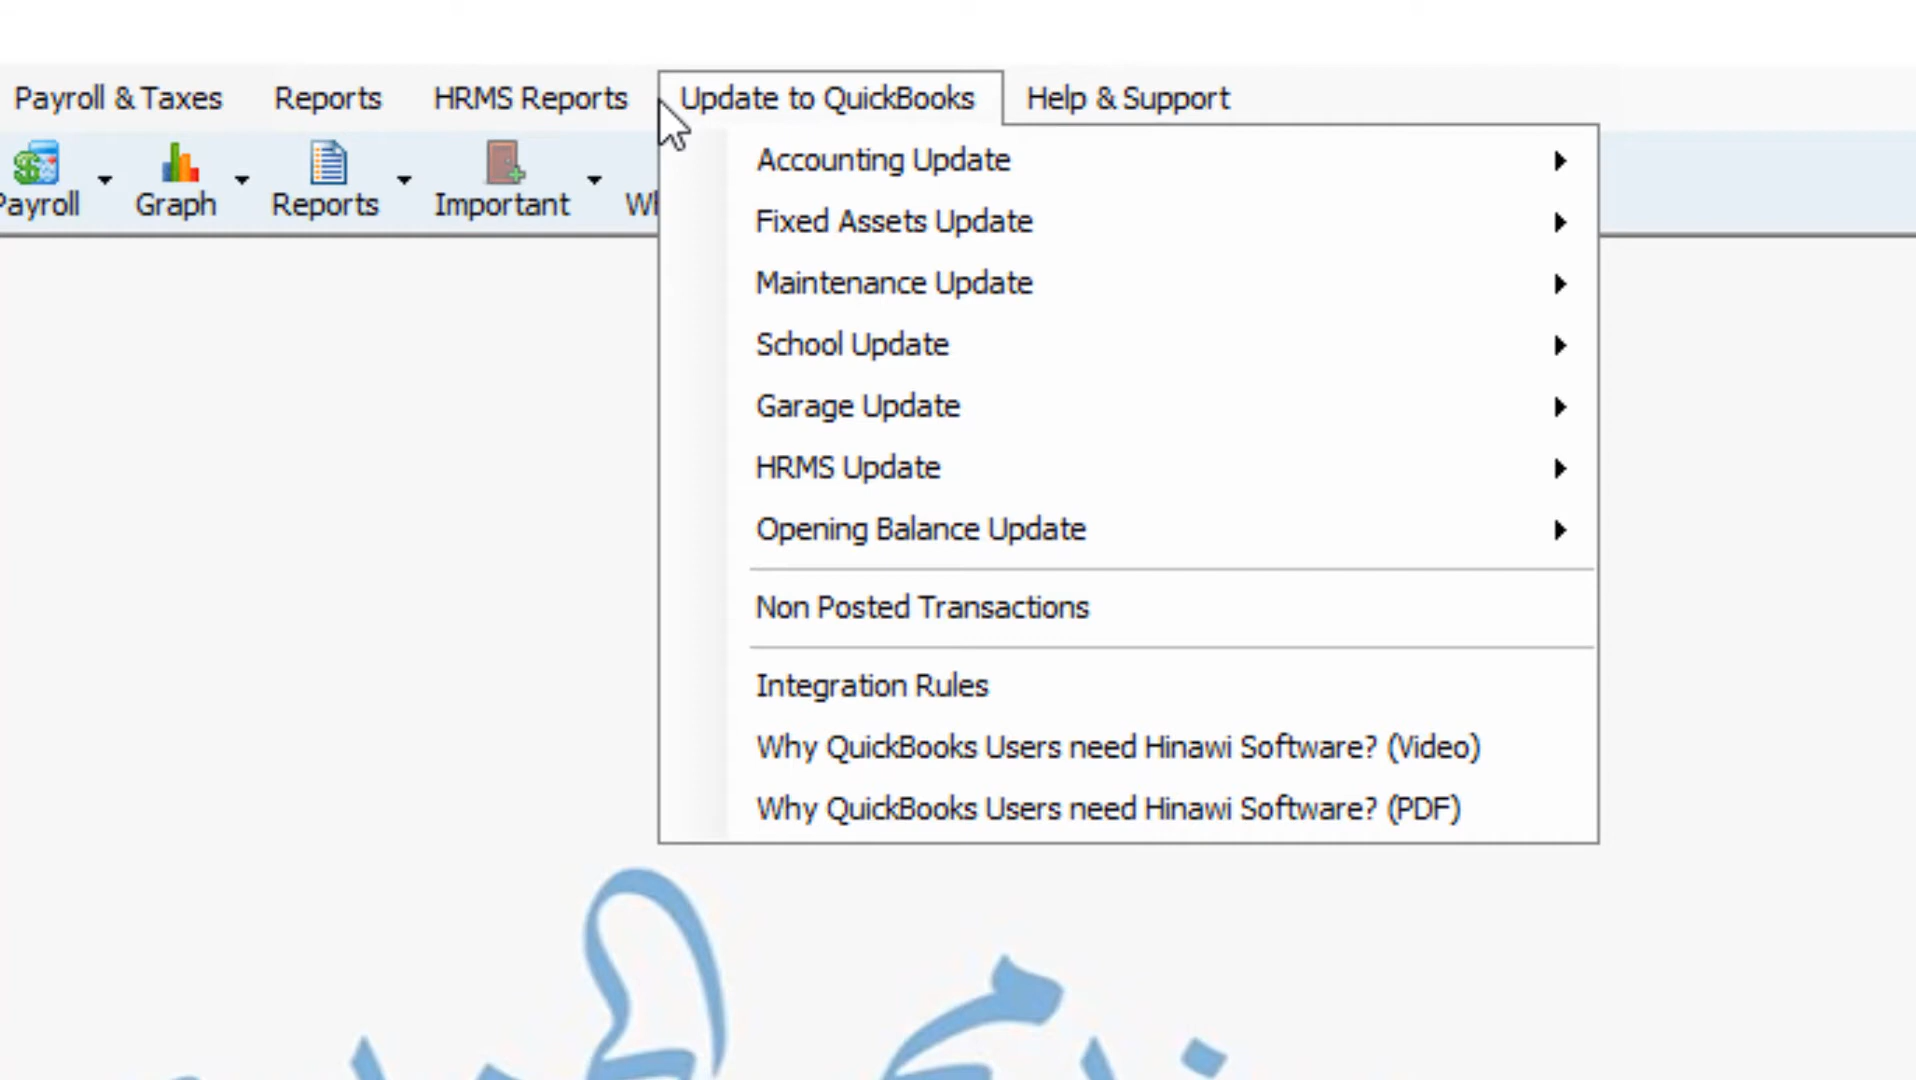 Payroll & Taxes Reports HRMS Reports Update to QuickBooks Help & Support
Payroll Graph Reports Important
Accounting Update
Fixed Assets Update
Maintenance Update
School Update
Garage Update
HRMS Update
Opening Balance Update
Non Posted Transactions
Integration Rules
Why QuickBooks Users need Hinawi Software? (Video)
Why QuickBooks Users need Hinawi Software? (PDF)